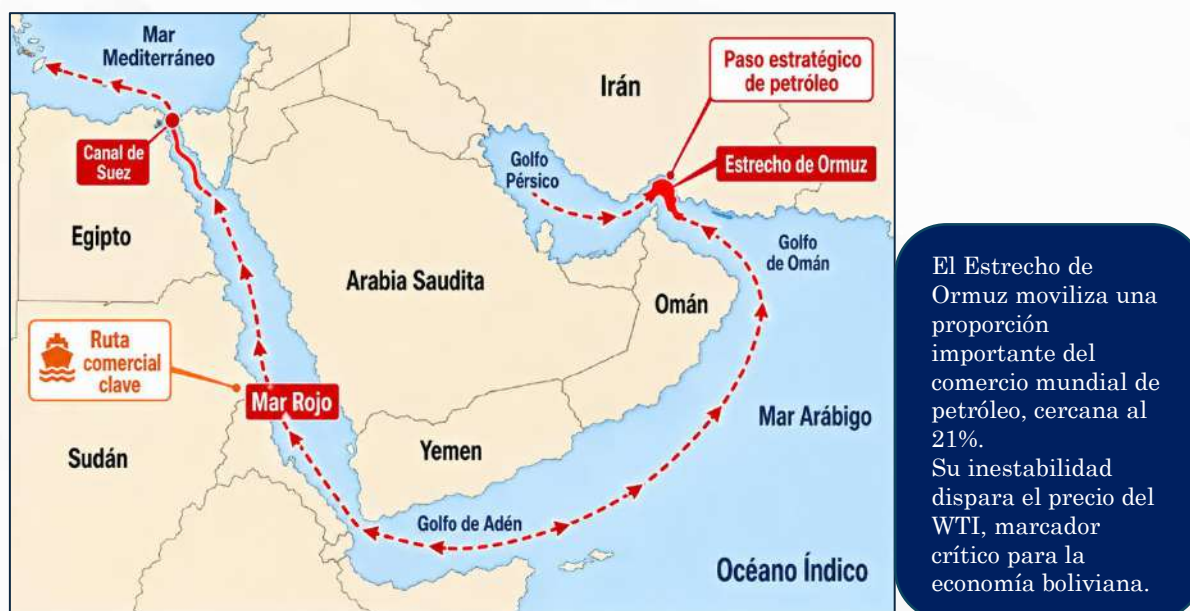 Mar
Mediterráneo
Canal de
Suez
Egipto
Ruta
comercial
clave
Mar Rojo
Sudán
Arabia Saudita
Yemen
Golfo de Adén
Irán
Paso estratégico
de petróleo
Golfo
Pérsico
Estrecho de Ormuz
Golfo
de Omán
Omán
Mar Arábigo
Océano Índico
El Estrecho de
Ormuz moviliza una
proporción
importante del
comercio mundial de
petróleo, cercana al
21%.
Su inestabilidad
dispara el precio del
WTI, marcador
crítico para la
economía boliviana.